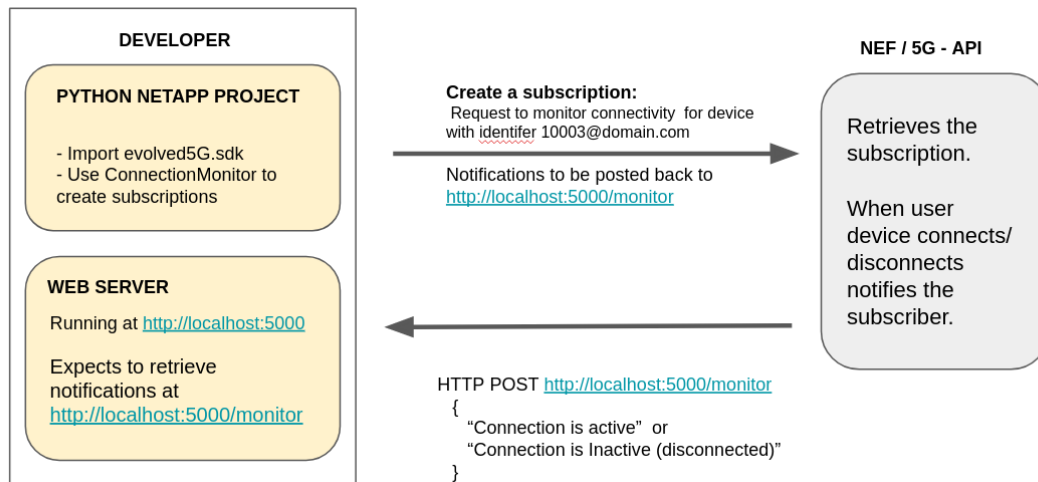 DEVELOPER
PYTHON NETAPP PROJECT
- Import evolved5G.sdk
- Use ConnectionMonitor to
create subscriptions
WEB SERVER
Running at http://localhost:5000
Expects to retrieve
notifications at
http://localhost:5000/monitor
Create a subscription:
Request to monitor connectivity for device
with identifer 10003@domain.com
Notifications to be posted back to
http://localhost:5000/monitor
HTTP POST http://localhost:5000/monitor
{
“Connection is active” or
“Connection is Inactive (disconnected)”
}
NEF / 5G - API
Retrieves the
subscription.
When user
device connects/
disconnects
notifies the
subscriber.